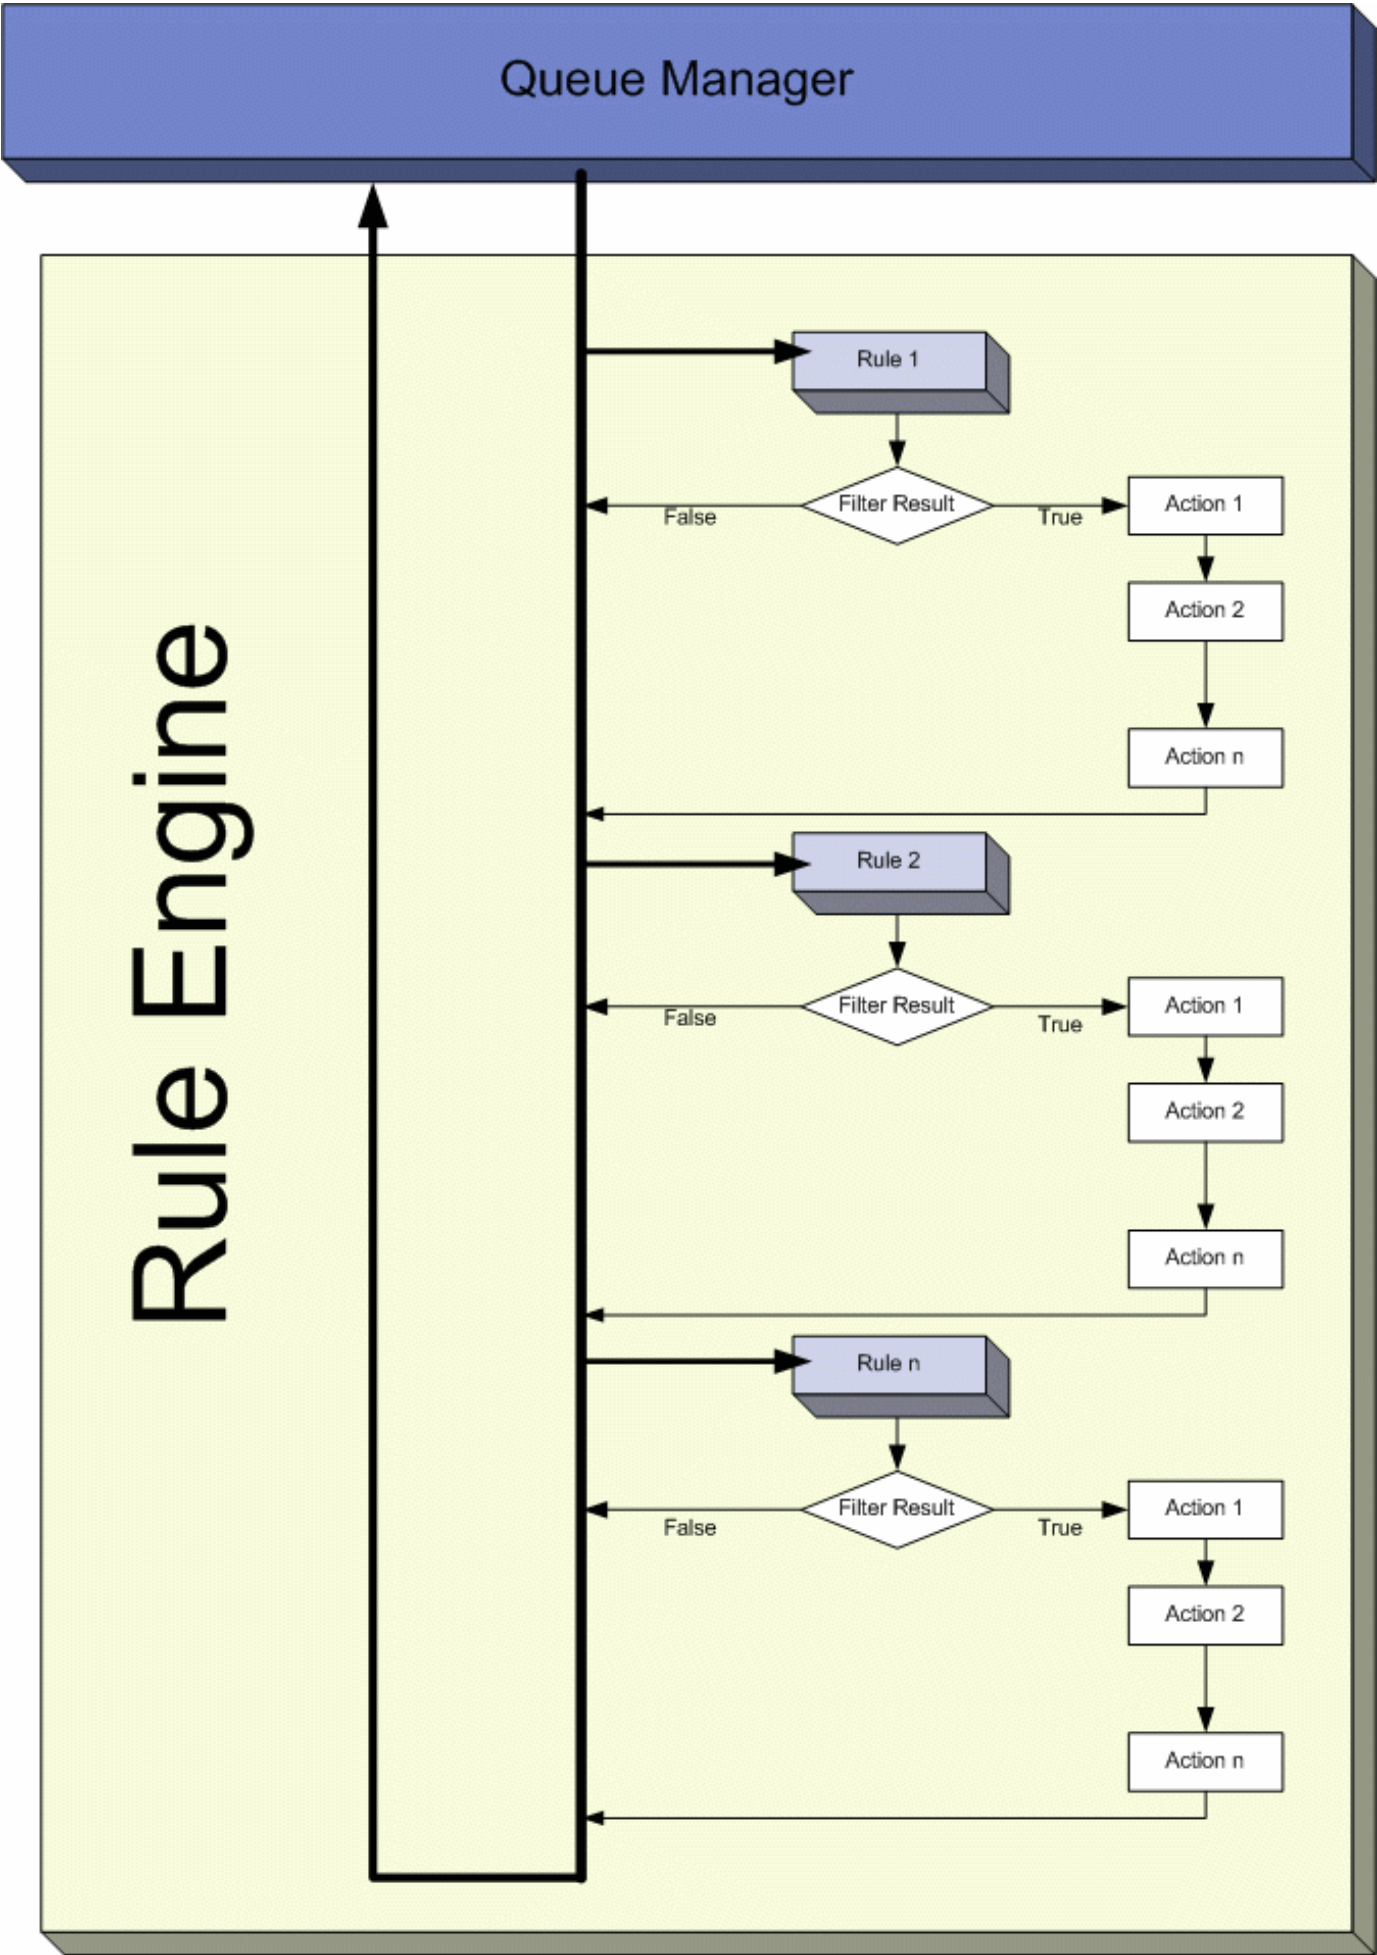 Queue Manager
Rule Engine
Rule 1
Filter Result
False
True
Action 1
Action 2
Action n
Rule 2
Filter Result
False
True
Action 1
Action 2
Action n
Rule n
Filter Result
False
True
Action 1
Action 2
Action n